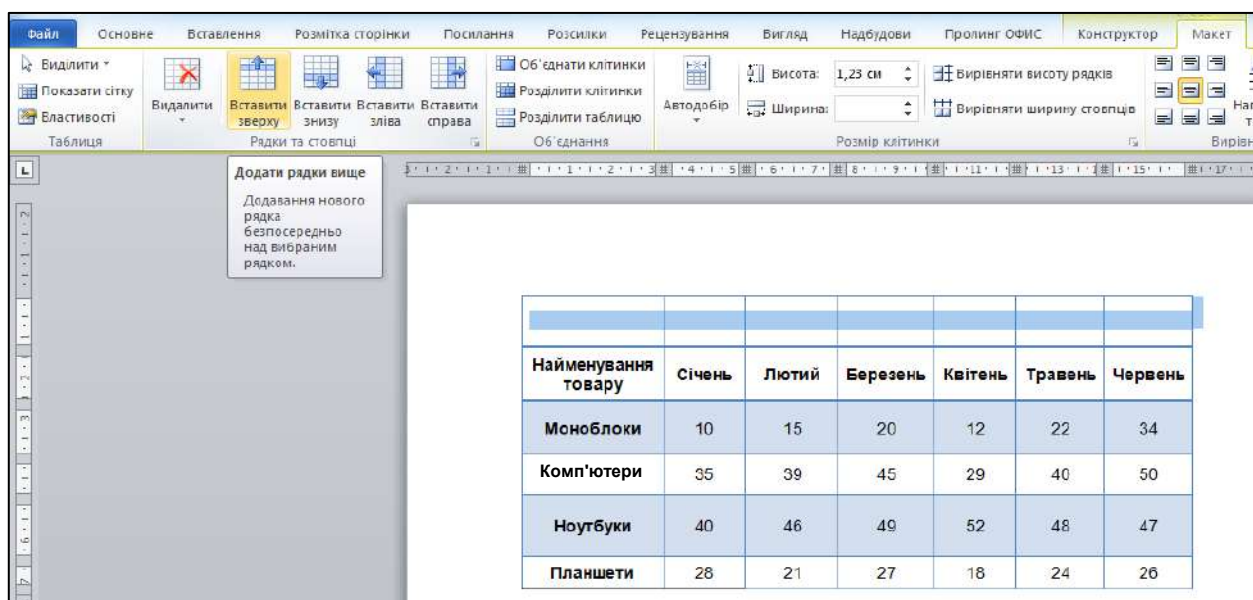 Файл Основне Вставлення Розмітка сторінки Посилання Розсилки Рецензування Вигляд Надбудови Пролинг ОФИС Конструктор Макет
Виділити
Показати сітку
Властивості
Таблиця
Видалити
Вставити зверху
Вставити знизу
Вставити зліва
Вставити справа
Рядки та стовпці
Об'єднати клітинки
Розділити клітинки
Розділити таблицю
Об'єднання
Автодобір
Висота: 1,23 см
Ширина:
Вирівняти висоту рядків
Вирівняти ширину стовпців
Розмір клітинки
Додати рядки вище
Додавання нового
рядка
безпосередньо
над вибраним
рядком.
Найменування товару Січень Лютий Березень Квітень Травень Червень
Моноблоки 10 15 20 12 22 34
Комп'ютери 35 39 45 29 40 50
Ноутбуки 40 46 49 52 48 47
Планшети 28 21 27 18 24 26